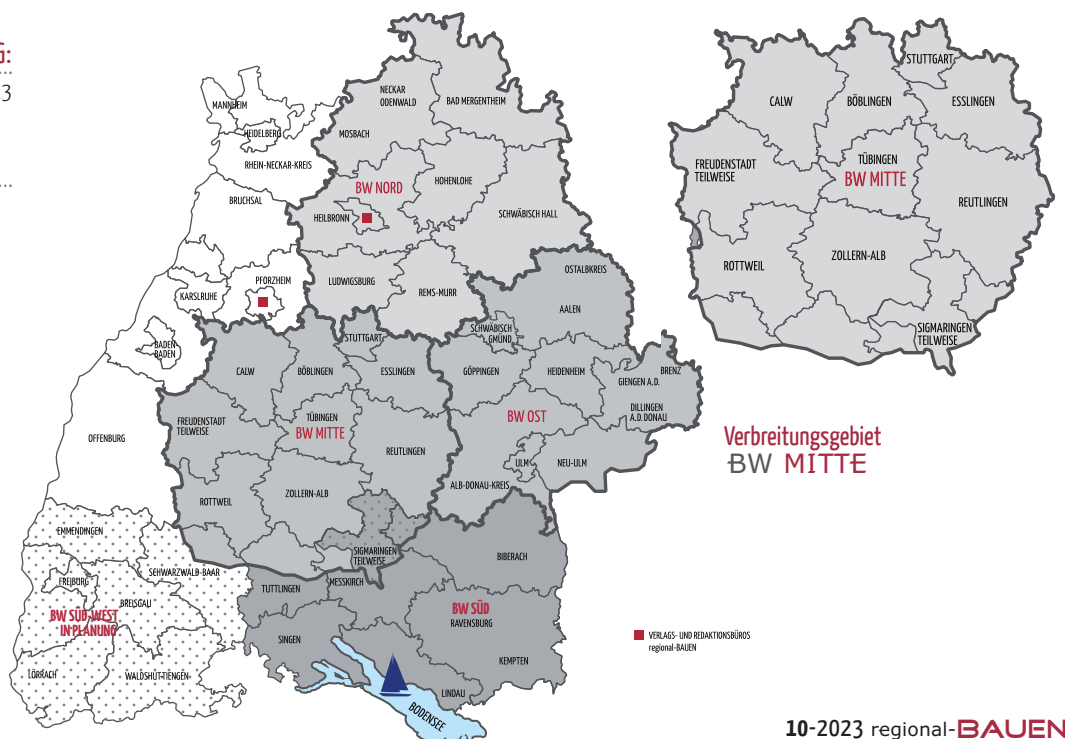 G:
3
MANNHEIM
HEIDELBERG
RHEIN-NECKAR-KREIS
BRUCHSAL
KARLSRUHE
PFORZHEIM
BADEN
BADEN
OFFENBURG
NECKAR
ODENWALD
BAD MERGENTHEIM
MOSBACH
BW NORD
HOHENLOHE
HEILBRONN
SCHWÄBISCH HALL
LUDWIGSBURG
REMS-MURR
OSTALBKREIS
AALEN
SCHWÄBISCH
GMÜND
GÖPPINGEN
HEIDENHEIM
BRENZ
GIENGEN A.D.
DILLINGEN
A.D. DONAU
BW OST
ULM
NEU-ULM
ALB-DONAU-KREIS
STUTTGART
CALW
BÖBLINGEN
ESSLINGEN
FREUDENSTADT
TEILWEISE
TÜBINGEN
BW MITTE
REUTLINGEN
ROTTWEIL
ZOLLERN-ALB
SIGMARINGEN
TEILWEISE
EMMENDINGEN
FREIBURG
SCHWARZWALD-BAAR
BREISGAU
BW SÜD-WEST
IN PLANUNG
LÖRRACH
WALDSHUT-TIENGEN
TUTTLINGEN
MESSKIRCH
BIBERACH
BW SÜD
RAVENSBURG
SINGEN
KEMPTEN
LINDAU
BODENSEE
STUTTGART
CALW
BÖBLINGEN
ESSLINGEN
FREUDENSTADT
TEILWEISE
TÜBINGEN
BW MITTE
REUTLINGEN
ROTTWEIL
ZOLLERN-ALB
SIGMARINGEN
TEILWEISE
Verbreitungsgebiet
BW MITTE
VERLAGS- UND REDAKTIONSBÜROS
regional-BAUEN
10-2023 regional-BAUEN